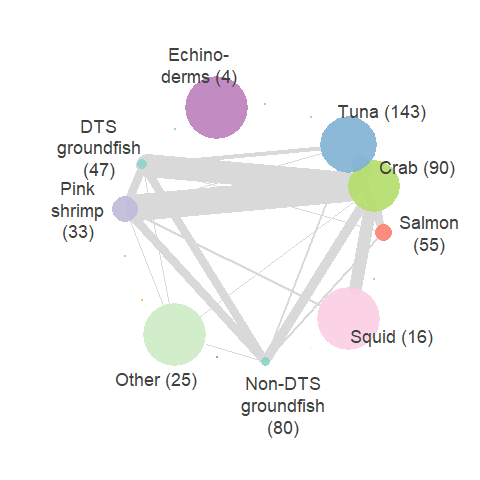 Echino-
derms (4)
Tuna (143)
DTS
groundfish
(47)
Crab (90)
Pink
shrimp
(33)
Salmon
(55)
Squid (16)
Other (25)
Non-DTS
groundfish
(80)